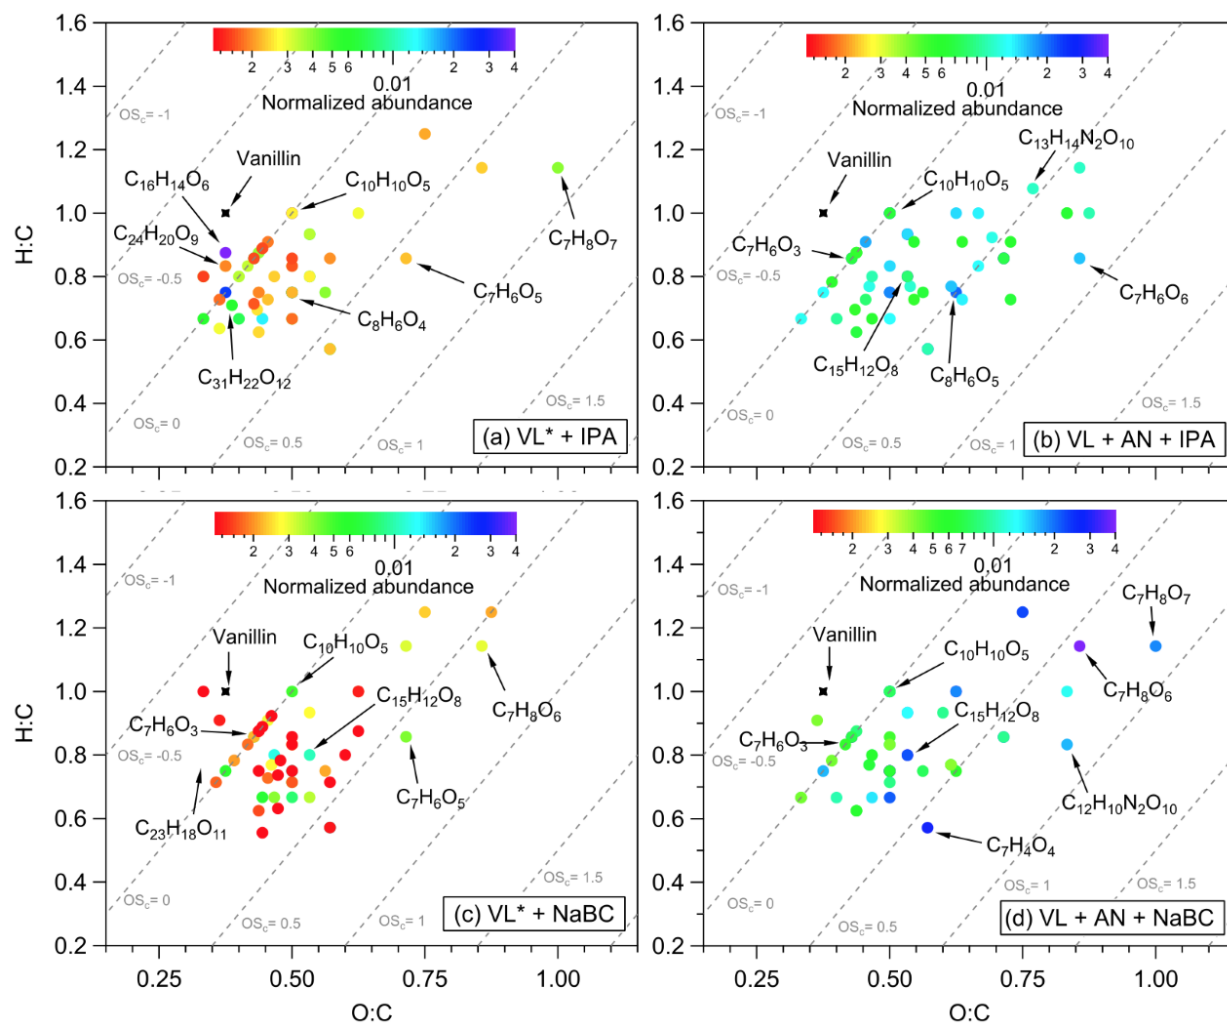 1.6
1.4
1.2
1.0
0.8
0.6
0.4
0.2
H:C
2 3 4 5 6 2 3 4
0.01
Normalized abundance
OSc= -1
Vanillin
C16H14O6
C10H10O5
C24H20O9
C7H8O7
OSc= -0.5
C7H6O5
C8H6O4
C31H22O12
OSc= 0
OSc= 0.5
OSc= 1
OSc= 1.5
(a) VL* + IPA
2 3 4 5 6 2 3 4
0.01
Normalized abundance
OSc= -1
C13H14N2O10
Vanillin
C10H10O5
C7H6O3
OSc= -0.5
C7H6O6
C15H12O8
C8H6O5
OSc= 0
OSc= 0.5
OSc= 1
OSc= 1.5
(b) VL + AN + IPA
1.6
1.4
1.2
1.0
0.8
0.6
0.4
0.2
H:C
2 3 4 5 6 2 3 4
0.01
Normalized abundance
OSc= -1
Vanillin
C10H10O5
C15H12O8
C7H8O6
C7H6O3
OSc= -0.5
C7H6O5
C23H18O11
OSc= 0
OSc= 0.5
OSc= 1
OSc= 1.5
(c) VL* + NaBC
0.25 0.50 0.75 1.00
O:C
2 3 4 5 6 7 2 3 4
0.01
Normalized abundance
OSc= -1
C7H8O7
Vanillin
C10H10O5
C7H8O6
C15H12O8
C7H6O3
OSc= -0.5
C12H10N2O10
C7H4O4
OSc= 0
OSc= 0.5
OSc= 1
OSc= 1.5
(d) VL + AN + NaBC
0.25 0.50 0.75 1.00
O:C